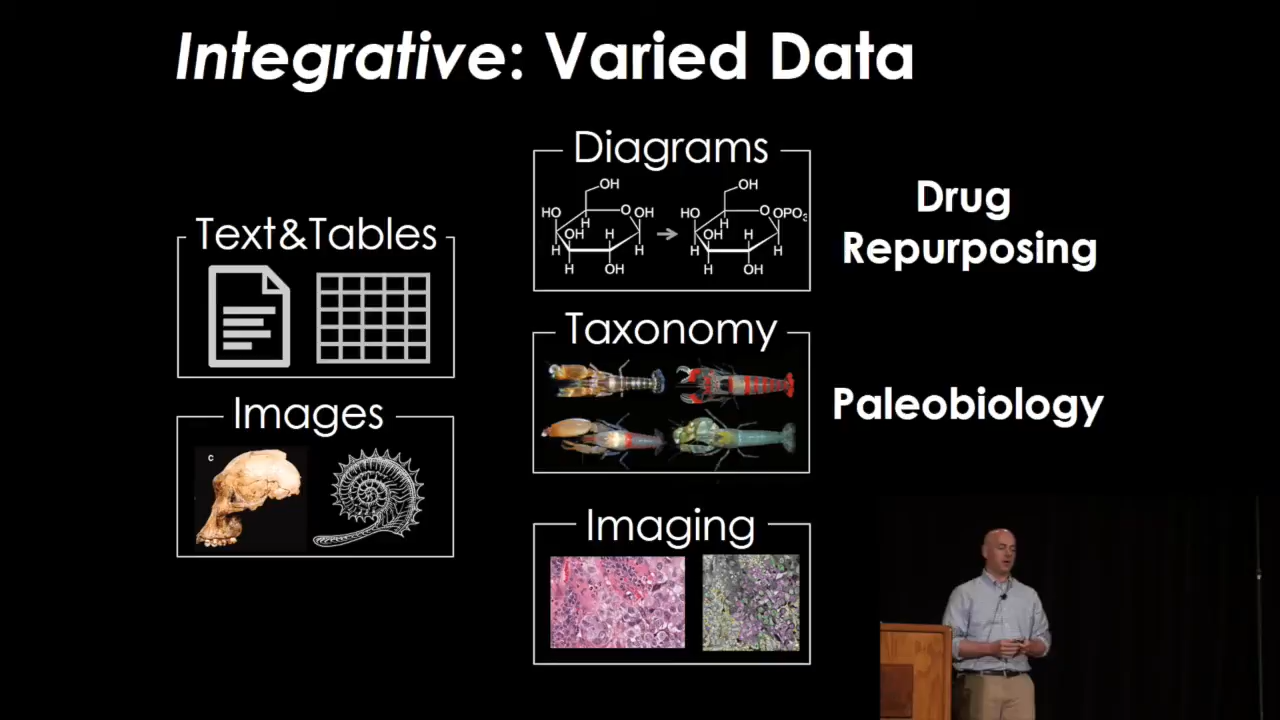 Integrative: Varied Data
Text&Tables
Images
C
Diagrams
OH
HO
O
OH
H
OH
H
H
H
H
OH
OH
HO
O
OPO3
H
OH
H
H
H
H
OH
Taxonomy
Imaging
Drug
Repurposing
Paleobiology